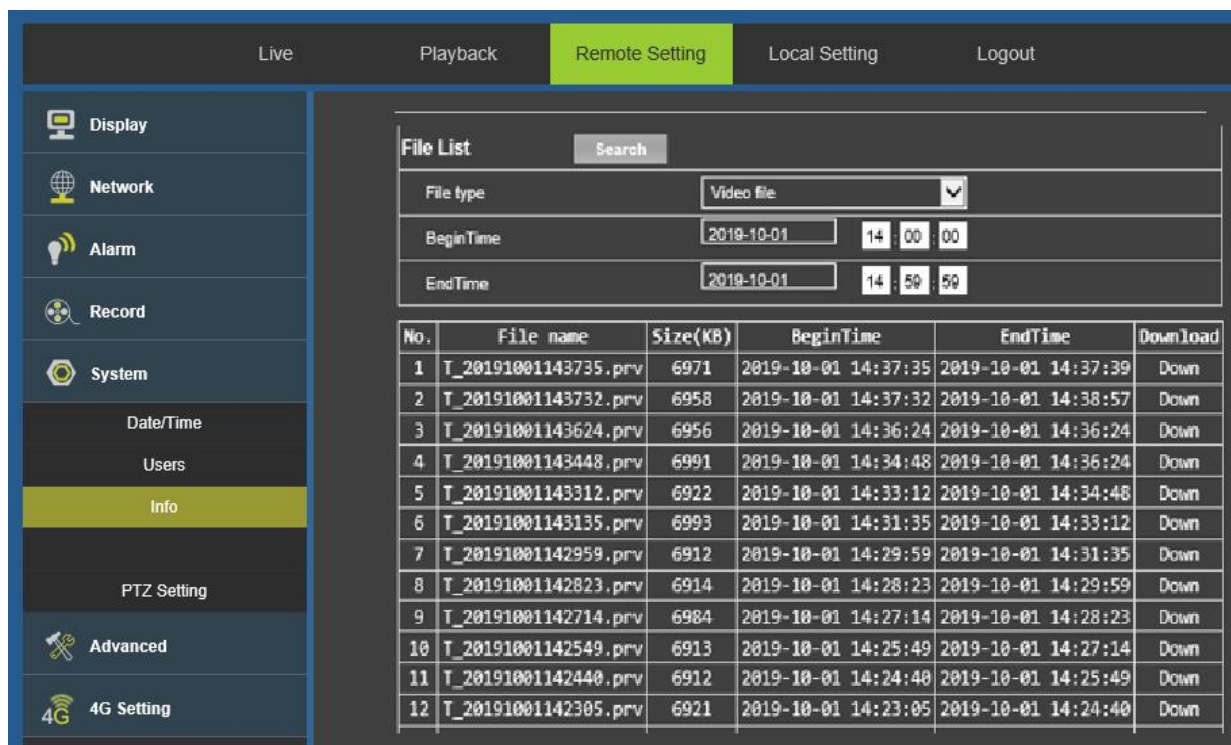 Live Playback Remote Setting Local Setting Logout
Display
Network
Alarm
Record
System
Date/Time
Users
Info
PTZ Setting
Advanced
4G 4G Setting
File List Search
File type Video file
BeginTime 2019-10-01 14 : 00 : 00
EndTime 2019-10-01 14 : 59 : 59
No. File name Size(KB) BeginTime EndTime Download
1 T_20191001143735.prv 6971 2019-10-01 14:37:35 2019-10-01 14:37:39 Down
2 T_20191001143732.prv 6958 2019-10-01 14:37:32 2019-10-01 14:38:57 Down
3 T_20191001143624.prv 6956 2019-10-01 14:36:24 2019-10-01 14:36:24 Down
4 T_20191001143448.prv 6991 2019-10-01 14:34:48 2019-10-01 14:36:24 Down
5 T_20191001143312.prv 6922 2019-10-01 14:33:12 2019-10-01 14:34:48 Down
6 T_20191001143135.prv 6993 2019-10-01 14:31:35 2019-10-01 14:33:12 Down
7 T_20191001142959.prv 6912 2019-10-01 14:29:59 2019-10-01 14:31:35 Down
8 T_20191001142823.prv 6914 2019-10-01 14:28:23 2019-10-01 14:29:59 Down
9 T_20191001142714.prv 6984 2019-10-01 14:27:14 2019-10-01 14:28:23 Down
10 T_20191001142549.prv 6913 2019-10-01 14:25:49 2019-10-01 14:27:14 Down
11 T_20191001142440.prv 6912 2019-10-01 14:24:40 2019-10-01 14:25:49 Down
12 T_20191001142305.prv 6921 2019-10-01 14:23:05 2019-10-01 14:24:40 Down